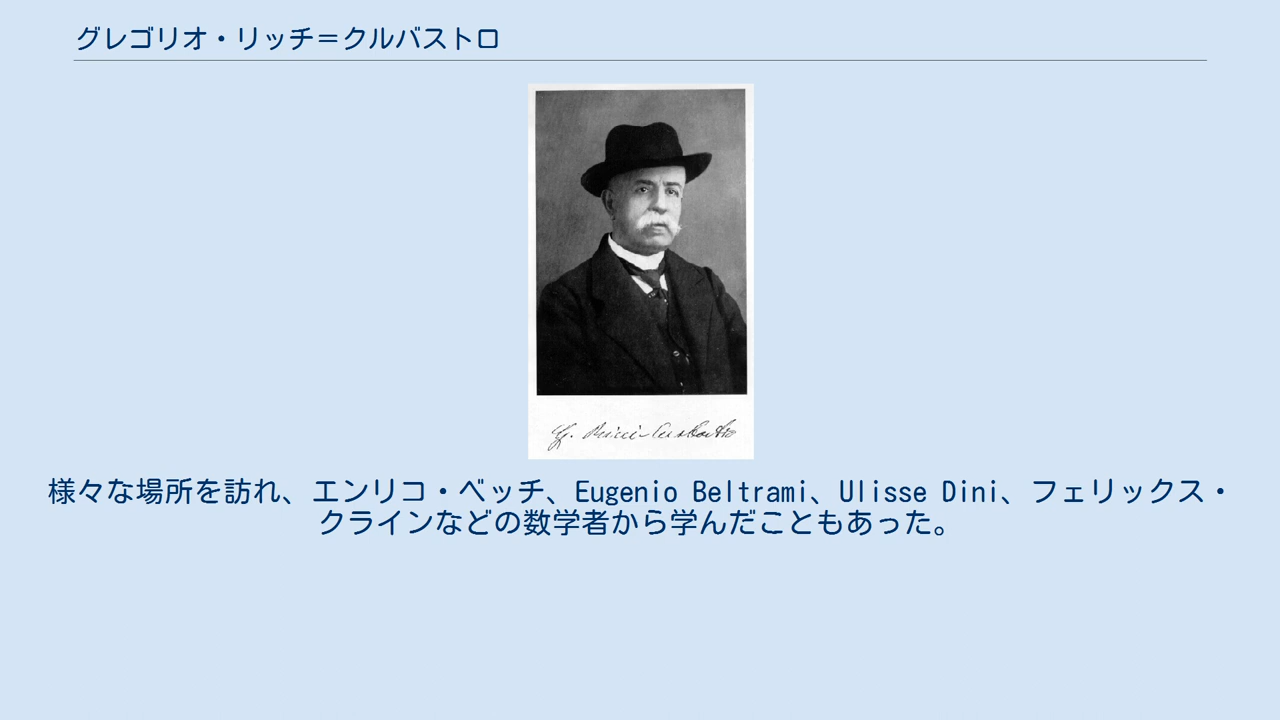 グレゴリオ・リッチ＝クルバストロ
G. Ricci-Curbastro
様々な場所を訪れ、エンリコ・ベッチ、Eugenio Beltrami、Ulisse Dini、フェリックス・
クラインなどの数学者から学んだこともあった。